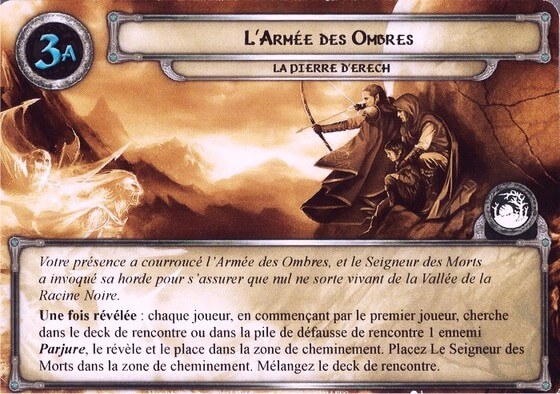 3A
L'Armée des Ombres
La Pierre d'Erech
Votre présence a courroucé l'Armée des Ombres, et le Seigneur des Morts
a invoqué sa horde pour s'assurer que nul ne sorte vivant de la Vallée de la
Racine Noire.
Une fois révélée : chaque joueur, en commençant par le premier joueur, cherche
dans le deck de rencontre ou dans la pile de défausse de rencontre 1 ennemi
Parjure, le révèle et le place dans la zone de cheminement. Placez Le Seigneur des
Morts dans la zone de cheminement. Mélangez le deck de rencontre.